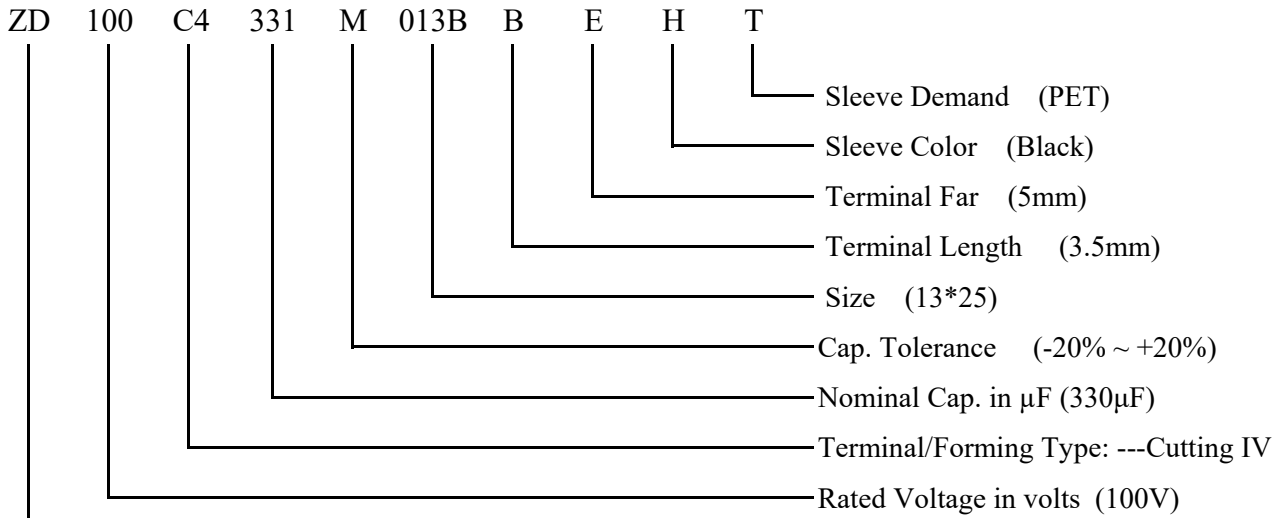 ZD 100 C4 331 M 013B B E H T
Sleeve Demand (PET)
Sleeve Color (Black)
Terminal Far (5mm)
Terminal Length (3.5mm)
Size (13*25)
Cap. Tolerance (-20% ~ +20%)
Nominal Cap. in µF (330µF)
Terminal/Forming Type: ---Cutting IV
Rated Voltage in volts (100V)